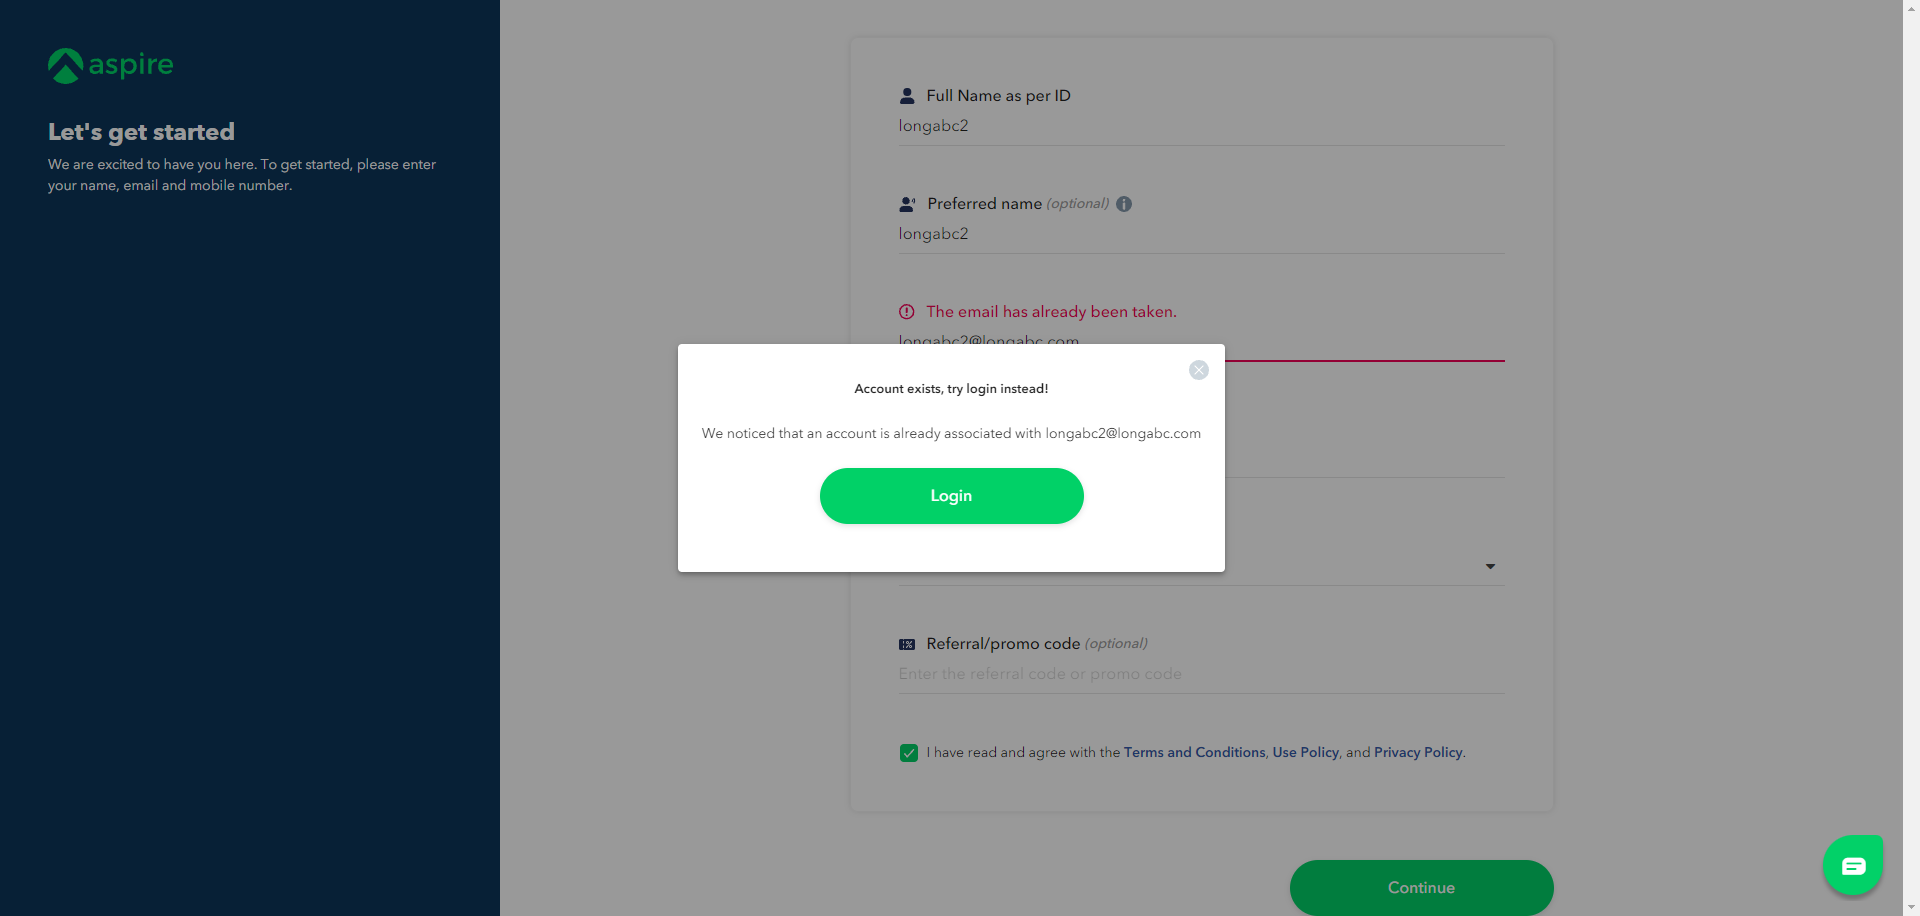 aspire
Let's get started
We are excited to have you here. To get started, please enter
your name, email and mobile number.
Full Name as per ID
longabc2
Preferred name (optional)
longabc2
The email has already been taken.
longabc2@longabc.com
Account exists, try login instead!
We noticed that an account is already associated with longabc2@longabc.com
Login
Referral/promo code (optional)
Enter the referral code or promo code
I have read and agree with the Terms and Conditions, Use Policy, and Privacy Policy.
Continue